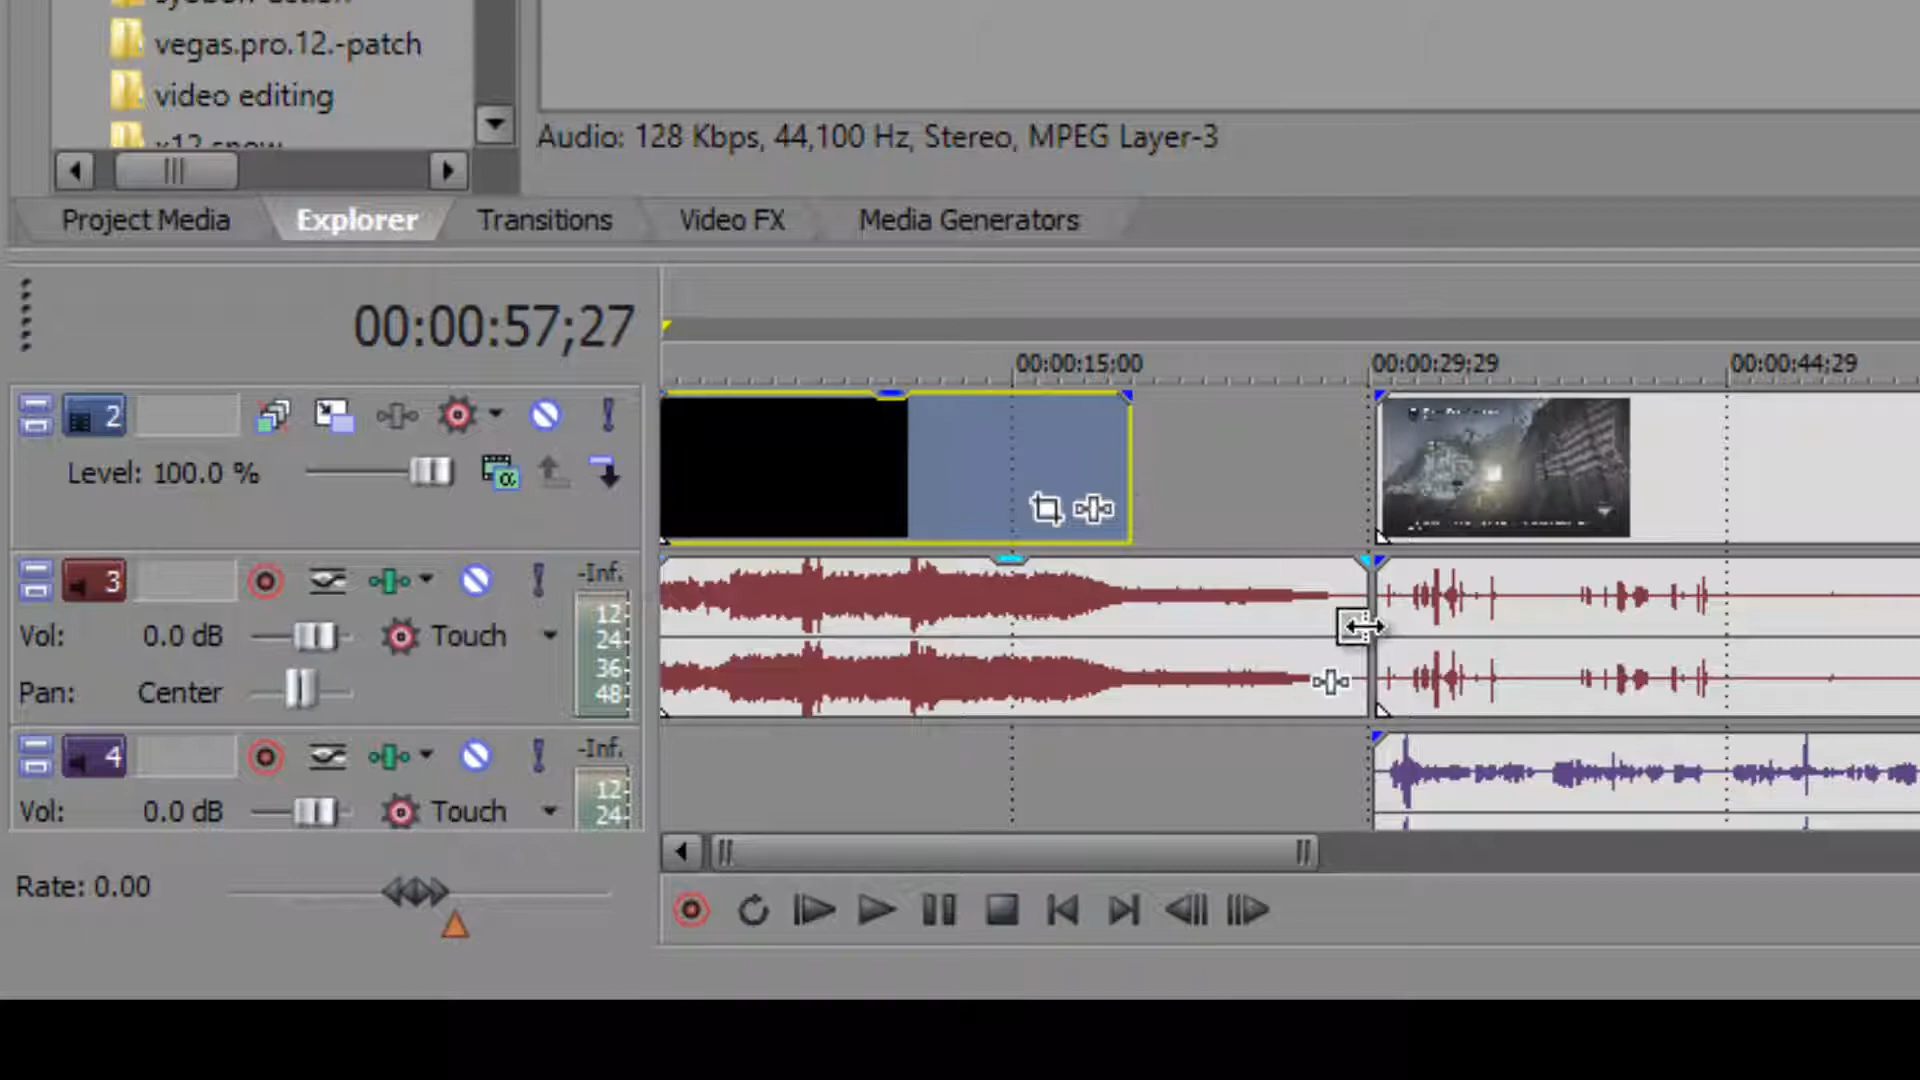 vegas.pro.12.-patch
video editing
Audio: 128 Kbps, 44,100 Hz, Stereo, MPEG Layer-3
Project Media Explorer Transitions Video FX Media Generators
00:00:57;27
00:00:15;00 00:00:29;29 00:00:44;29
2
Level: 100.0 %
3 -Inf.
12
24
36
48
Vol: 0.0 dB Touch
Pan: Center
4 -Inf.
12
24
Vol: 0.0 dB Touch
Rate: 0.00